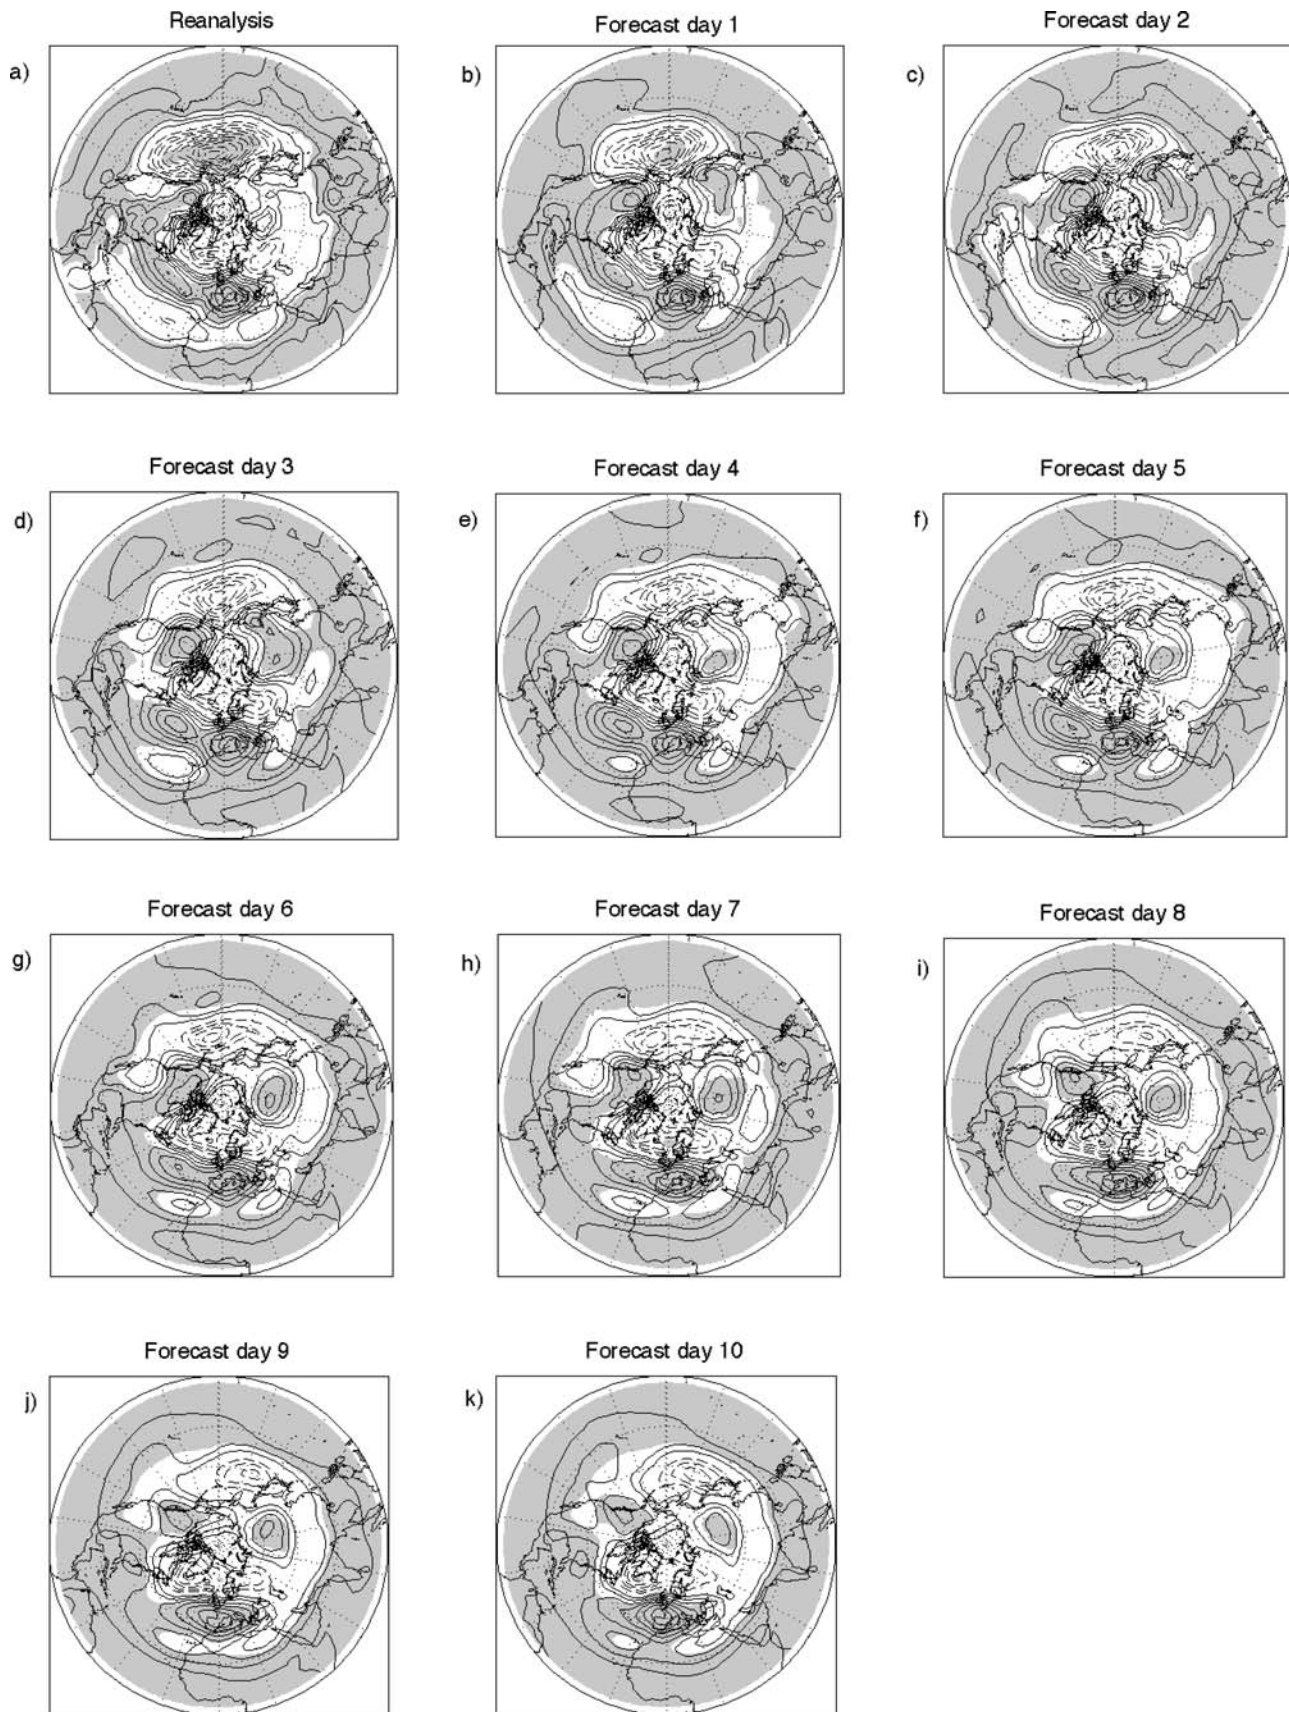 Reanalysis
Forecast day 1
Forecast day 2
a)
b)
c)
Forecast day 3
Forecast day 4
Forecast day 5
d)
e)
f)
Forecast day 6
Forecast day 7
Forecast day 8
g)
h)
i)
Forecast day 9
Forecast day 10
j)
k)